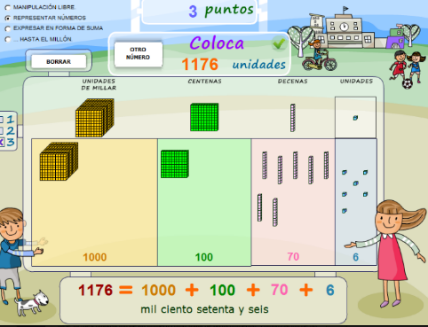 MANIPULACIÓN LIBRE
REPRESENTAR NÚMEROS
EXPRESAR EN FORMA DE SUMA
... HASTA EL MILLÓN
BORRAR
OTRO
NÚMERO
3 puntos
Coloca
1176 unidades
1
2
3
UNIDADES
DE MILLAR
CENTENAS
DECENAS
UNIDADES
1000
100
70
6
1176 = 1000 + 100 + 70 + 6
mil ciento setenta y seis